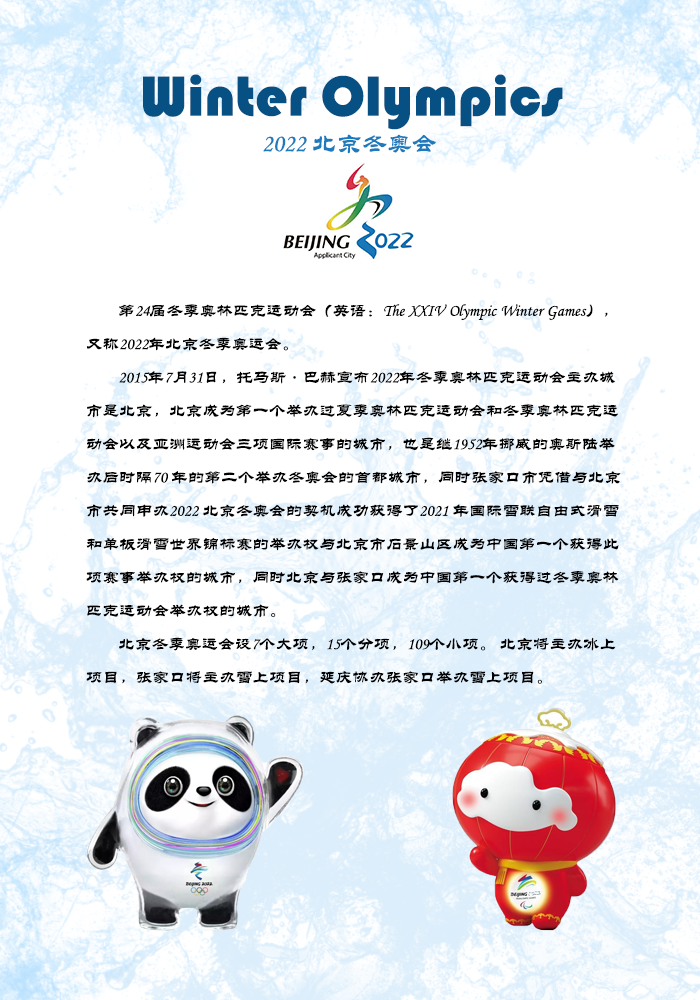 Winter Olympics
2022 北京冬奥会
BEIJING 2022
Applicant City
第24届冬季奥林匹克运动会（英语：The XXIV Olympic Winter Games），
又称2022年北京冬季奥运会。
2015年7月31日，托马斯·巴赫宣布2022年冬季奥林匹克运动会主办城
市是北京，北京成为第一个举办过夏季奥林匹克运动会和冬季奥林匹克运
动会以及亚洲运动会三项国际赛事的城市，也是继1952年挪威的奥斯陆举
办后时隔70 年的第二个举办冬奥会的首都城市，同时张家口市凭借与北京
市共同申办2022 北京冬奥会的契机成功获得了2021 年国际雪联自由式滑雪
和单板滑雪世界锦标赛的举办权与北京市石景山区成为中国第一个获得此
项赛事举办权的城市，同时北京与张家口成为中国第一个获得过冬季奥林
匹克运动会举办权的城市。
北京冬季奥运会设7个大项，15个分项，109个小项。北京将主办冰上
项目，张家口将主办雪上项目，延庆协办张家口举办雪上项目。
BEIJING 2022
BEIJING 2022